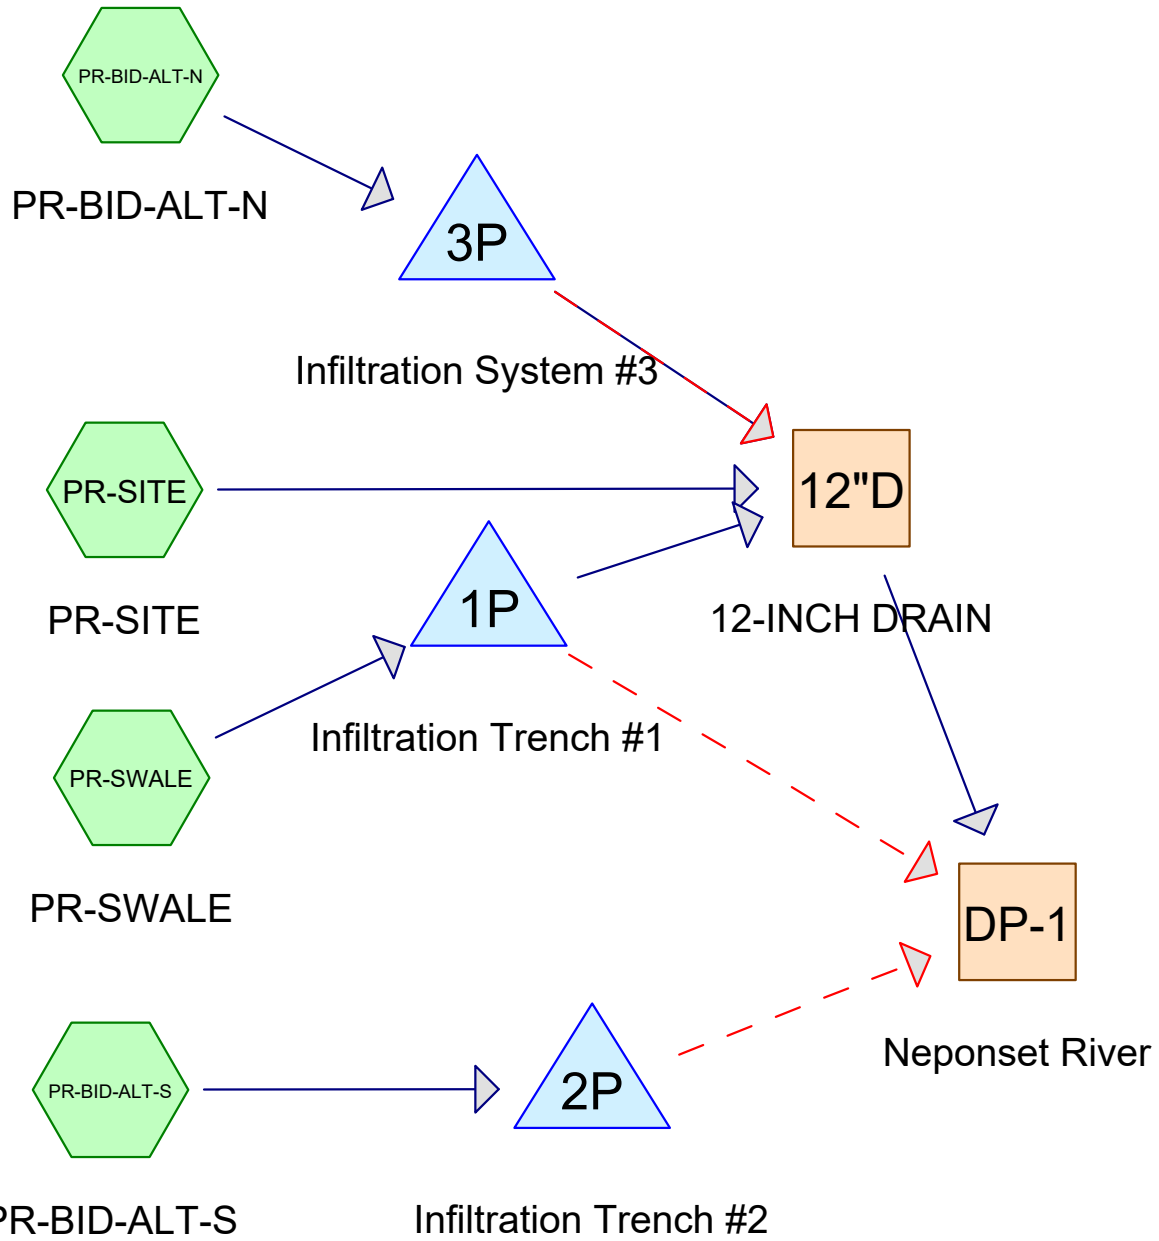 PR-BID-ALT-N
PR-BID-ALT-N
3P
Infiltration System #3
PR-SITE
12"D
PR-SITE
1P
12-INCH DRAIN
Infiltration Trench #1
PR-SWALE
PR-SWALE
DP-1
Neponset River
PR-BID-ALT-S
2P
PR-BID-ALT-S
Infiltration Trench #2